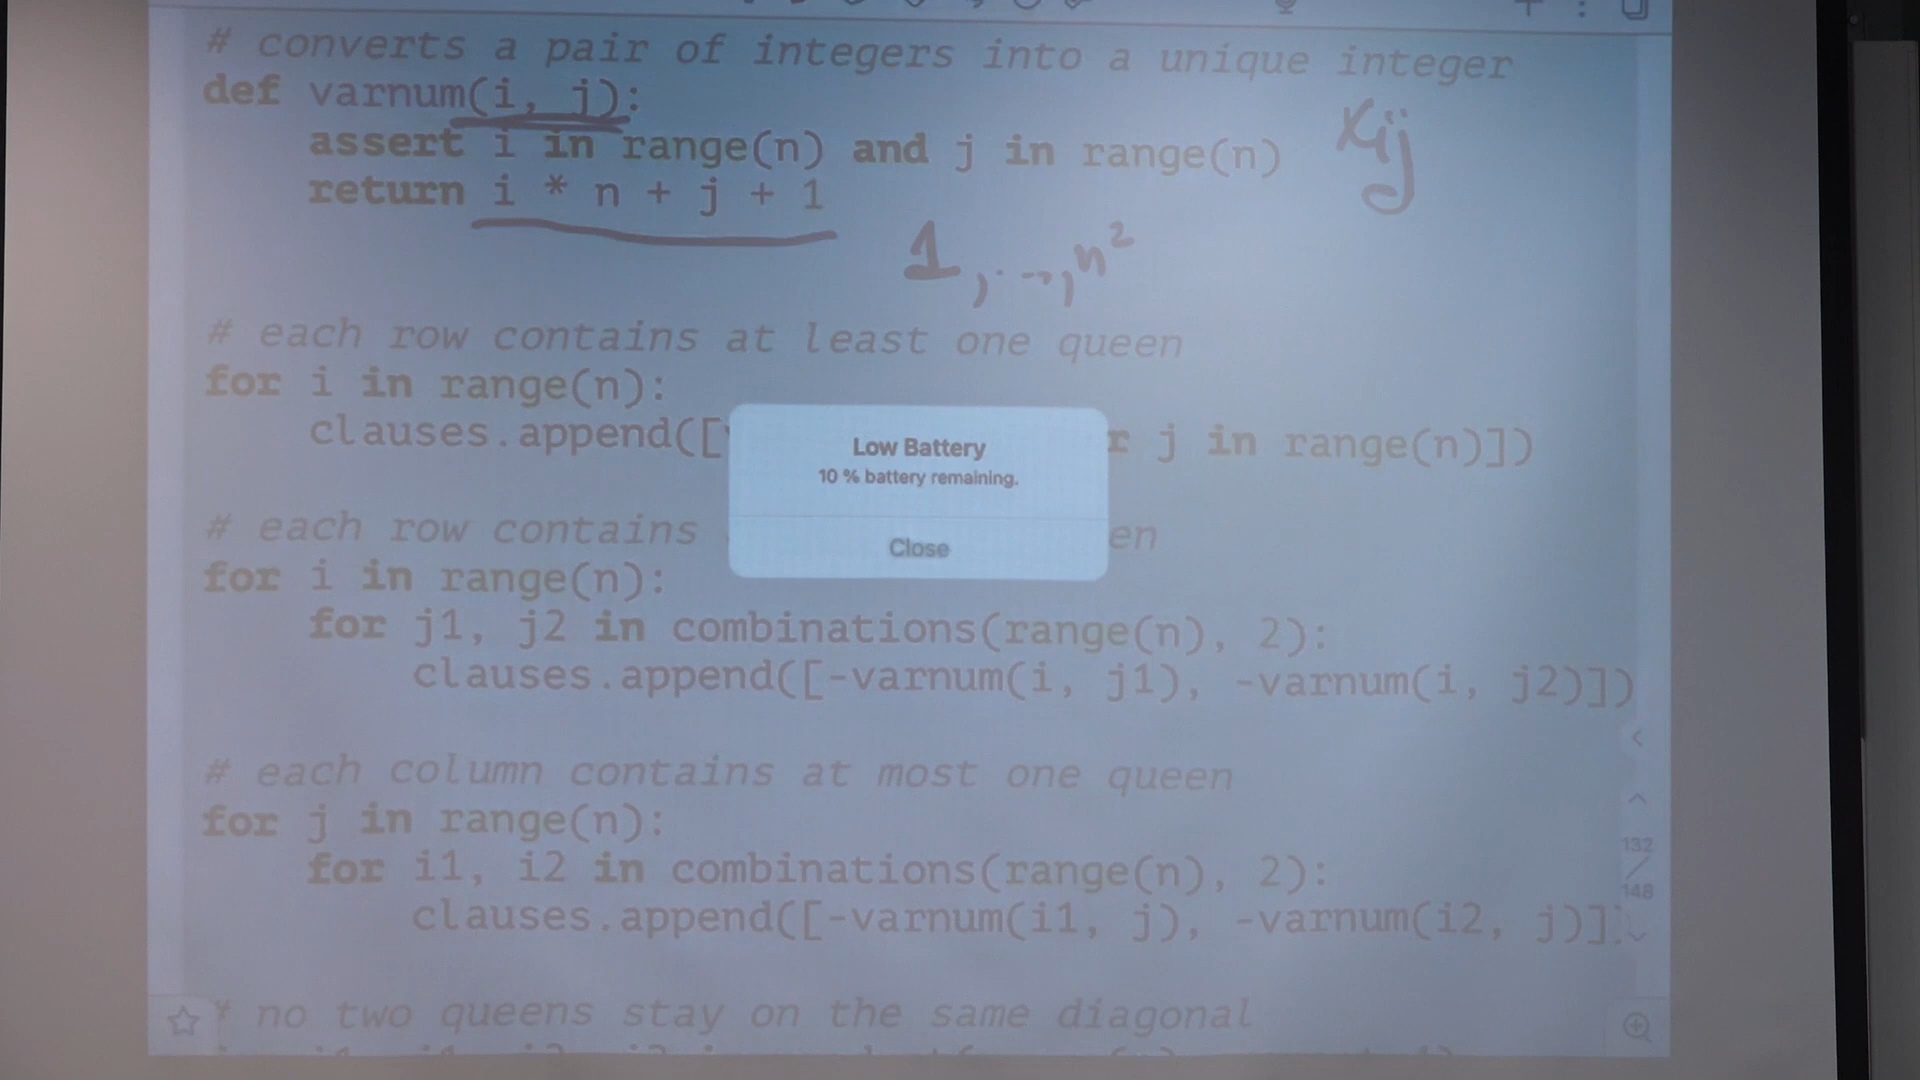 # converts a pair of integers into a unique integer
def varnum(i, j):
assert i in range(n) and j in range(n)
xij
return i * n + j + 1
1, ..., n²
# each row contains at least one queen
for i in range(n):
clauses.append([ r j in range(n)])
Low Battery
10 % battery remaining.
Close
# each row contains en
for i in range(n):
for j1, j2 in combinations(range(n), 2):
clauses.append([-varnum(i, j1), -varnum(i, j2)])
# each column contains at most one queen
for j in range(n):
132
148
for i1, i2 in combinations(range(n), 2):
clauses.append([-varnum(i1, j), -varnum(i2, j)]
# no two queens stay on the same diagonal